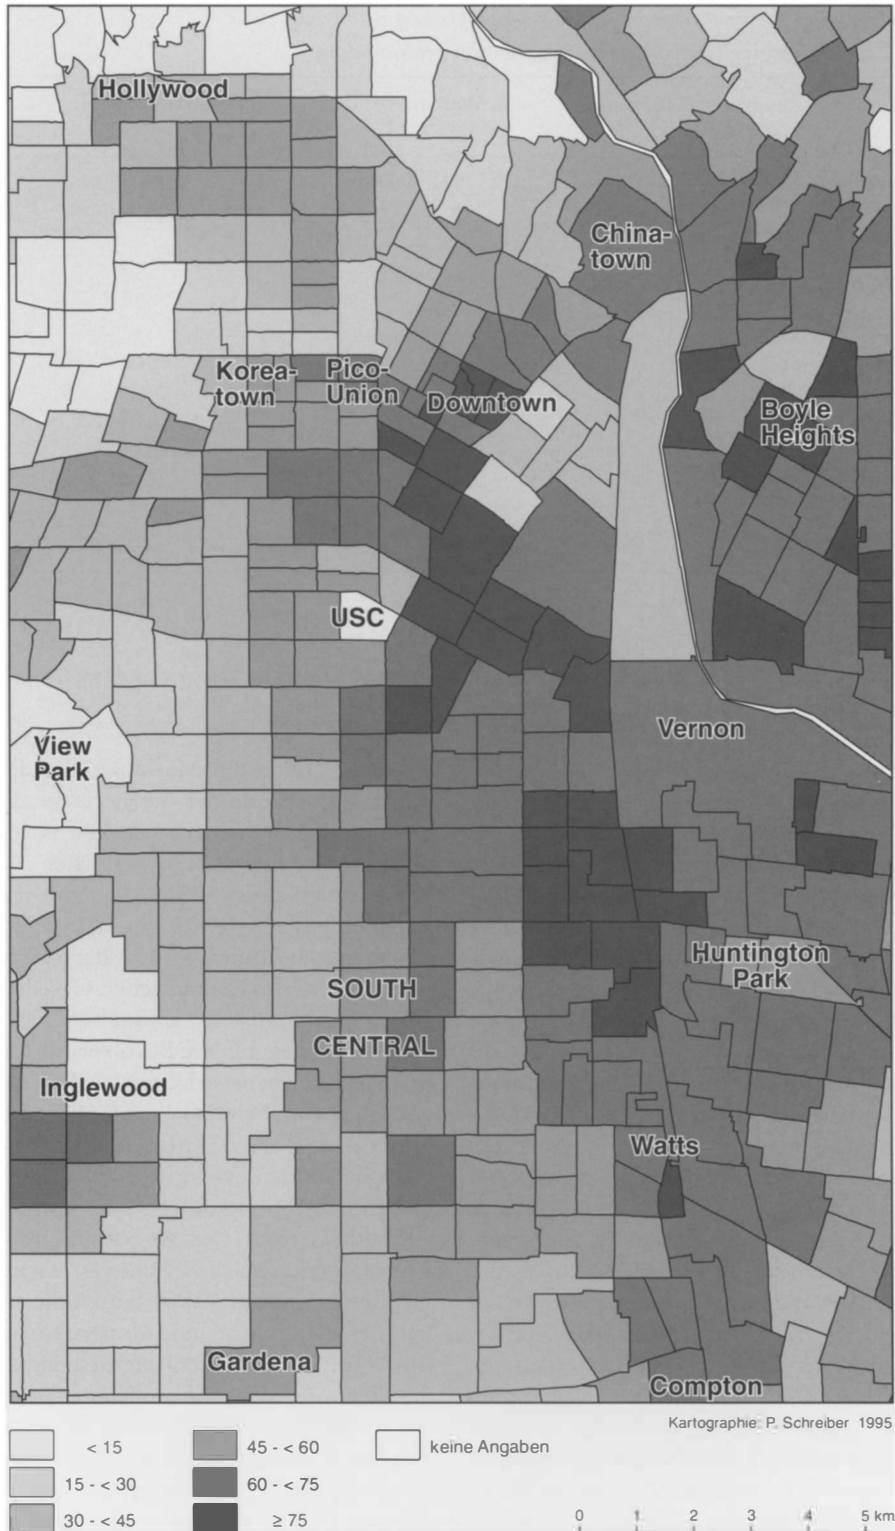 Hollywood
China-
town
Korea-
town
Pico-
Union
Downtown
Boyle
Heights
USC
View
Park
Vernon
Huntington
Park
SOUTH
CENTRAL
Inglewood
Watts
Gardena
Compton
Kartographie: P. Schreiber 1995
< 15
45 - < 60
keine Angaben
15 - < 30
60 - < 75
30 - < 45
≥ 75
0 1 2 3 4 5 km